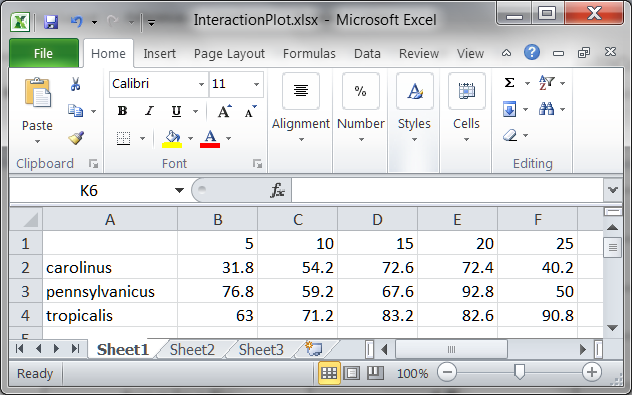 InteractionPlot.xlsx - Microsoft Excel
File Home Insert Page Layout Formulas Data Review View
Calibri 11
Paste B I U A A Alignment Number Styles Cells
Clipboard Font Editing
K6 fx
A B C D E F
1 5 10 15 20 25
2 carolinus 31.8 54.2 72.6 72.4 40.2
3 pennsylvanicus 76.8 59.2 67.6 92.8 50
4 tropicalis 63 71.2 83.2 82.6 90.8
Sheet1 Sheet2 Sheet3
Ready 100%